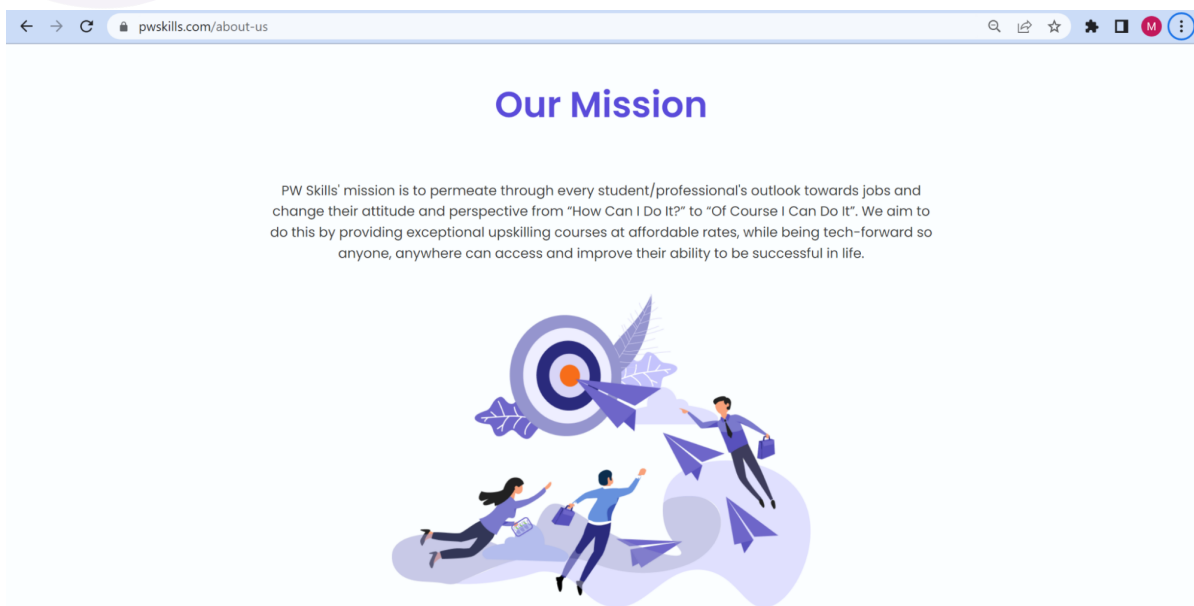 pwskills.com/about-us
M
Our Mission
PW Skills' mission is to permeate through every student/professional's outlook towards jobs and
change their attitude and perspective from “How Can I Do It?” to “Of Course I Can Do It”. We aim to
do this by providing exceptional upskilling courses at affordable rates, while being tech-forward so
anyone, anywhere can access and improve their ability to be successful in life.